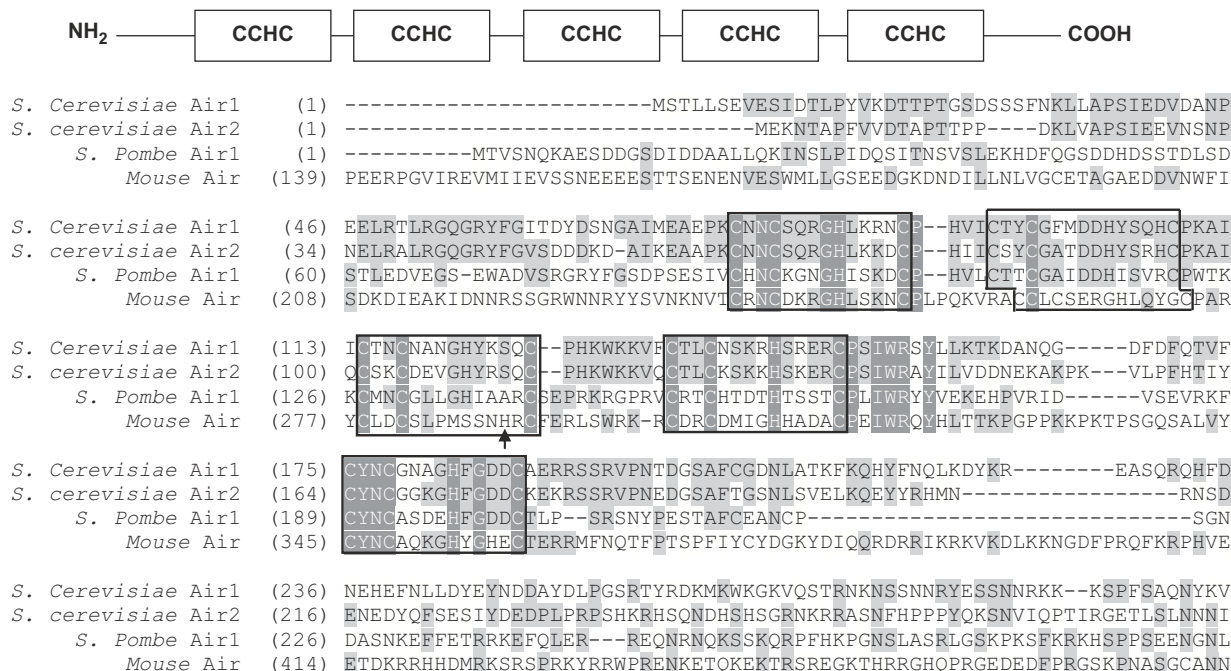 NH2 CCHC CCHC CCHC CCHC CCHC COOH
S. Cerevisiae Air1 (1) ------------------------MSTLLSEVESIDTLPYVKDTTPTGSDSSSFNKLLAPSIEDVDANP
S. cerevisiae Air2 (1) --------------------------------MEKNTAPFVVDTAPTTPP----DKLVAPSIEEVNSNP
S. Pombe Air1 (1) ----------MTVSNQKAESDDGSDIDDAALLQKINSLPIDQSITNSVSLEKHDFQGSDDHDSSTDLSD
Mouse Air (139) PEERPGVIREVMIIEVSSNEEEESTTSENENVESWMLLGSEEDGKDNDILLNLVGCETAGAEDDVNWFI
S. Cerevisiae Air1 (46) EELRTLRGQGRYFGITDYDSNGAIMEAEPKCNNCSQRGHLKRNCP--HVICTYCGFMDDHYSQHCPKAI
S. cerevisiae Air2 (34) NELRALRGQGRYFGVSDDDKD-AIKEAAPKCNNCSQRGHLKKDCP--HIICSYCGATDDHYSRHCPKAI
S. Pombe Air1 (60) STLEDVEGS-EWADVSRGRYFGSDPSESIVCHNCKGNGHISKDCP--HVLCTTCGAIDDHISVRCPWTK
Mouse Air (208) SDKDIEAKIDNNRSSGRWNNRYYSVNKNVTCRNCDKRGHLSKNCPLPQKVRACCLCSERGHLQYGCPAR
S. Cerevisiae Air1 (113) ICTNCNANGHYKSQC--PHKWKKVFCTLCNSKRHSRERCPSIWRSYLLKTKDANQG-----DFDFQTVF
S. cerevisiae Air2 (100) QCSKCDEVGHYRSQC--PHKWKKVQCTLCKSKKHSKERCPSIWRAYILVDDNEKAKPK---VLPFHTIY
S. Pombe Air1 (126) KCMNCGLLGHIAARCSEPRKRGPRVCRTCHTDTHTSSTCPLIWRYYVEKEHPVRID------VSEVRKF
Mouse Air (277) YCLDCSLPMSSNHRCFERLSWRK-RCDRCDMIGHHADACPEIWRQYHLTTKPGPPKKPKTPSGQSALVY
S. Cerevisiae Air1 (175) CYNCGNAGHFGDDCAERRSSRVPNTDGSAFCGDNLATKFKQHYFNQLKDYKR--------EASQRQHFD
S. cerevisiae Air2 (164) CYNCGGKGHFGDDCKEKRSSRVPNEDGSAFTGSNLSVELKQEYYRHMN-----------------RNSD
S. Pombe Air1 (189) CYNCASDEHFGDDCTLP--SRSNYPESTAFCEANCP------------------------------SGN
Mouse Air (345) CYNCAQKGHYGHECTERRMFNQTFPTSPFIYCYDGKYDIQQRDRRIKRKVKDLKKNGDFPRQFKRPHVE
S. Cerevisiae Air1 (236) NEHEFNLLDYEYNDDAYDLPGSRTYRDKMKWKGKVQSTRNKNSSNNRYESSNNRKK--KSPFSAQNYKV
S. cerevisiae Air2 (216) ENEDYQFSESIYDEDPLPRPSHKRHSQNDHSHSGRNKRRASNFHPPPYQKSNVIQPTIRGETLSLNNNI
S. Pombe Air1 (226) DASNKEFFETRRKEFQLER---REQNRNQKSSKQRPFHKPGNSLASRLGSKPKSFKRKHSPPSEENGNL
Mouse Air (414) ETDKRRHHDMRKSRSPRKYRRWPRENKETQKEKTRSREGKTHRRGHQPRGEDEDEPRGSKPNASGCANV